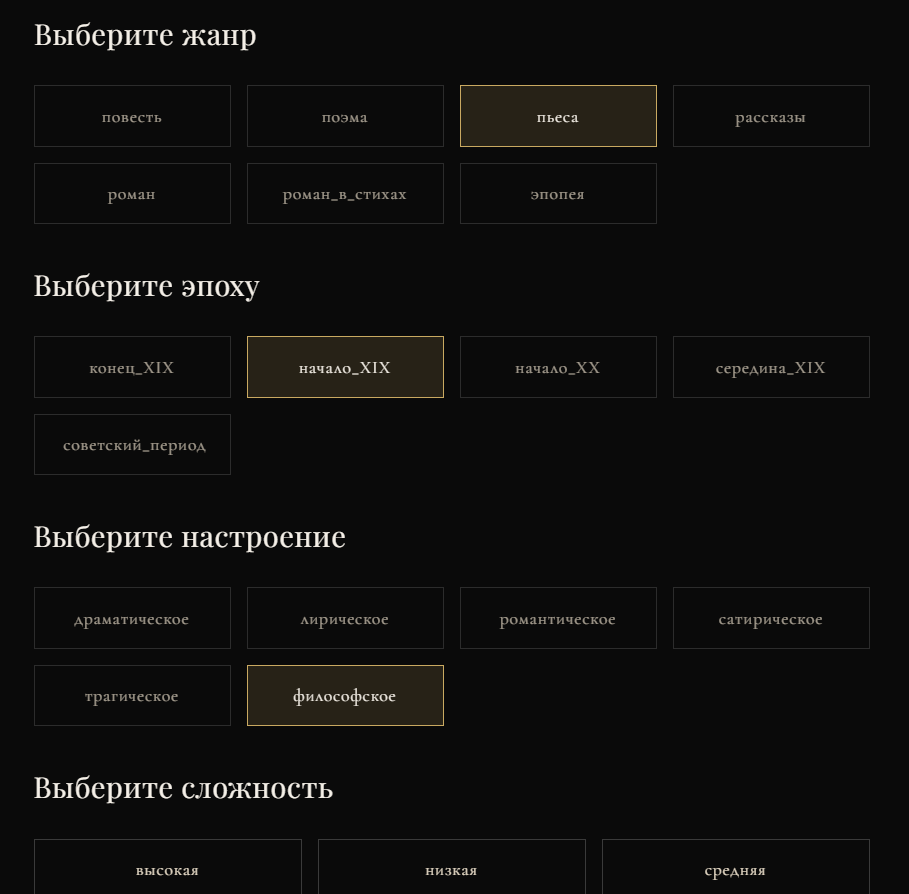 Выберите жанр
повесть
поэма
пьеса
рассказы
роман
роман_в_стихах
эпопея
Выберите эпоху
конец_XIX
начало_XIX
начало_XX
середина_XIX
советский_период
Выберите настроение
драматическое
лирическое
романтическое
сатирическое
трагическое
философское
Выберите сложность
высокая
низкая
средняя